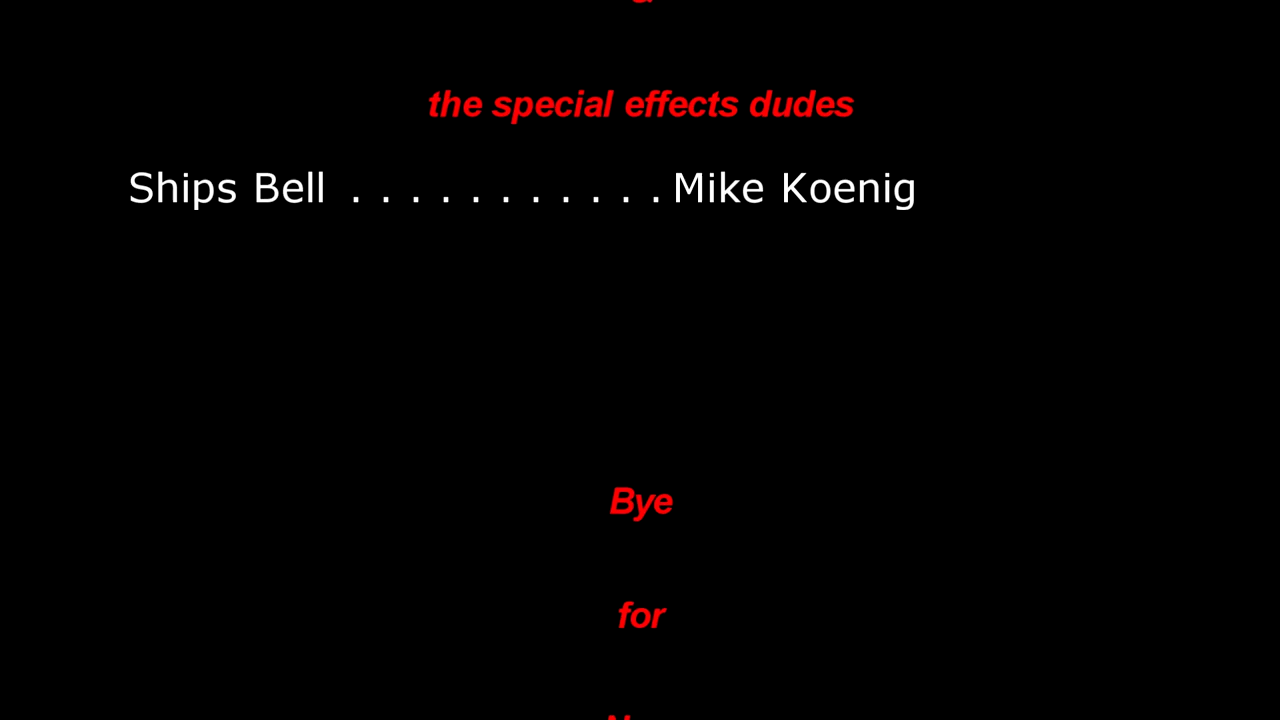 the special effects dudes
Ships Bell . . . . . . . . . . . Mike Koenig
Bye
for